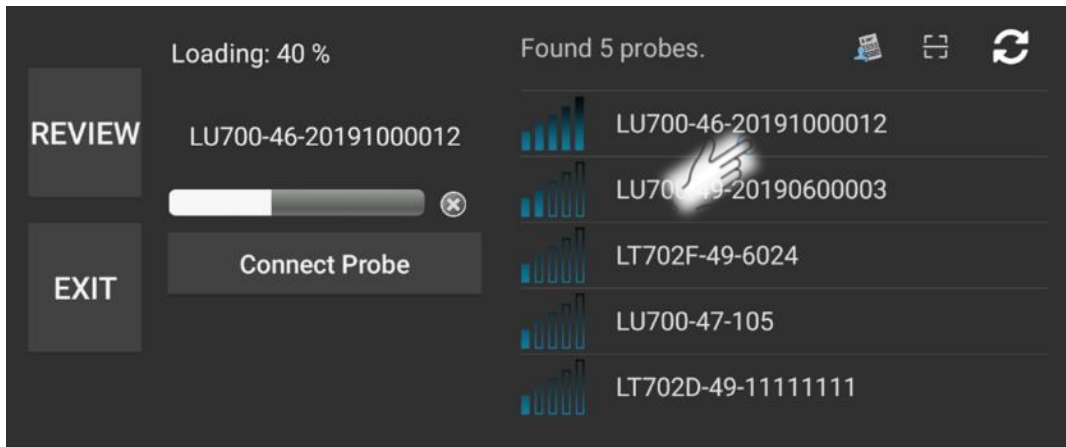 REVIEW
EXIT
Loading: 40 %
LU700-46-20191000012
Connect Probe
Found 5 probes.
LU700-46-20191000012
LU700-49-20190600003
LT702F-49-6024
LU700-47-105
LT702D-49-11111111